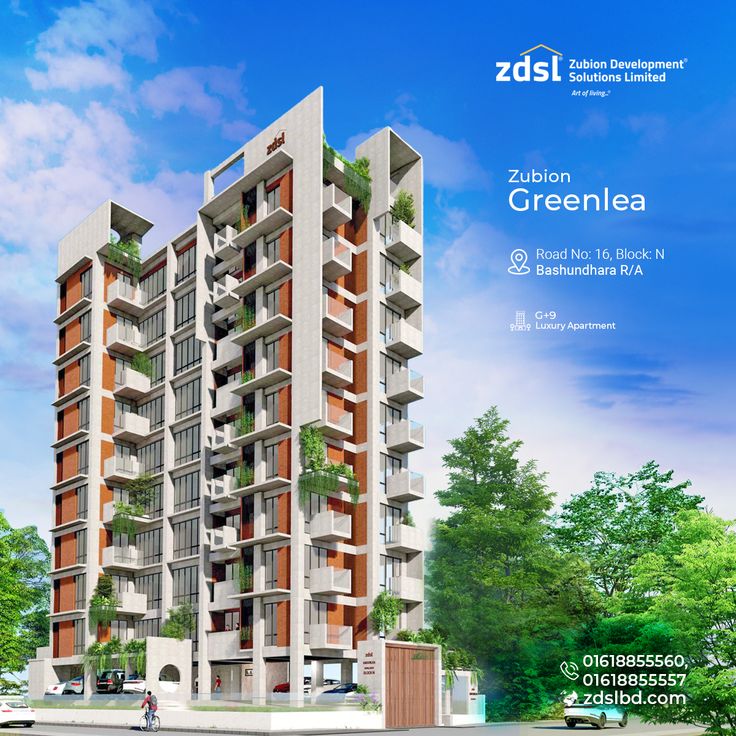 zdsl® Zubion Development®
Solutions Limited
Art of living..®
Zubion
Greenlea
Road No: 16, Block: N
Bashundhara R/A
G+9
Luxury Apartment
zdsl
zdsl
01618855560,
01618855557
zdslbd.com